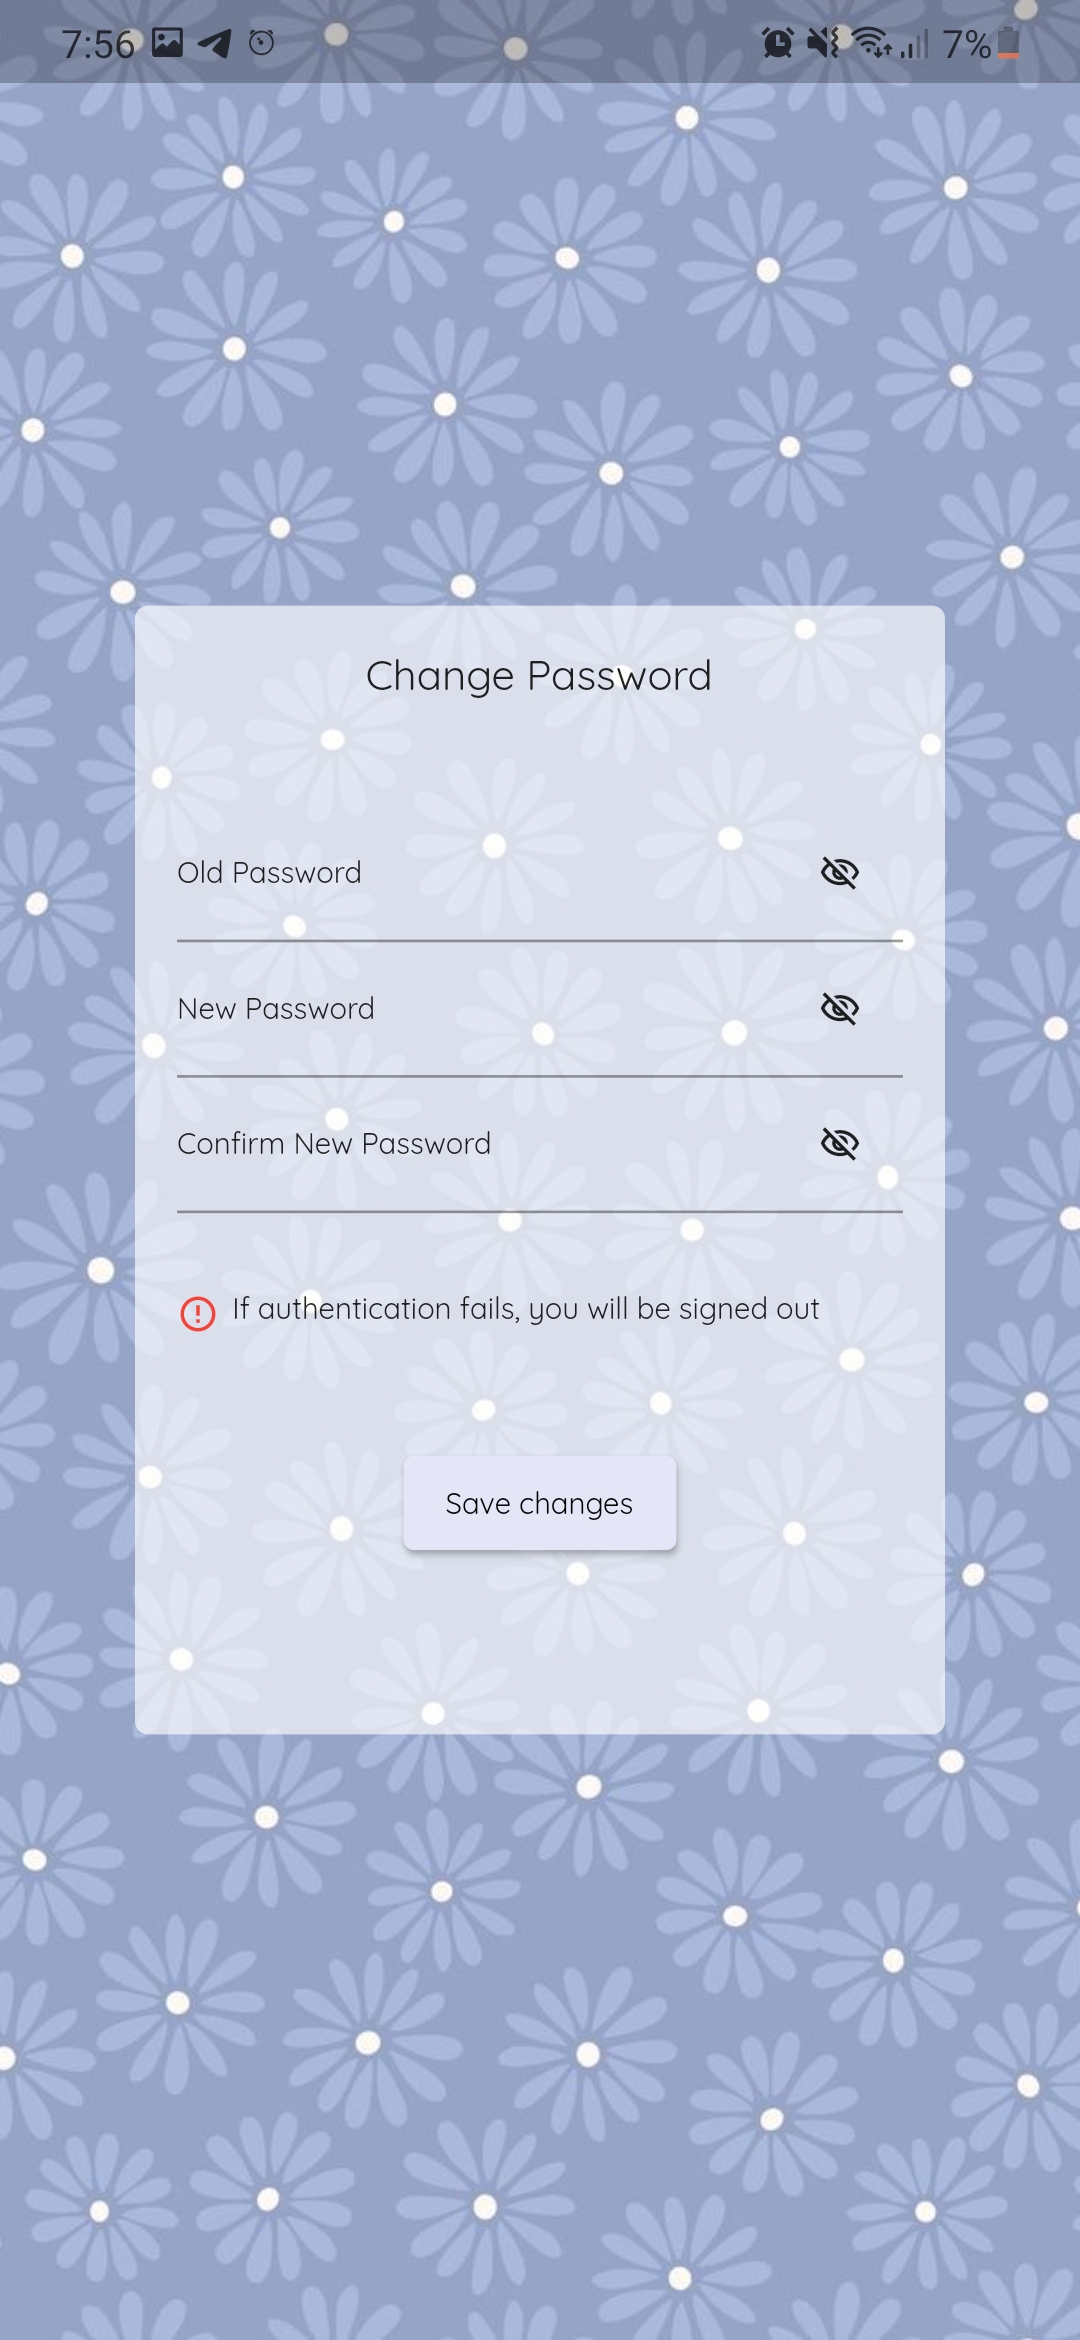 7:56 7%
Change Password
Old Password
New Password
Confirm New Password
If authentication fails, you will be signed out
Save changes